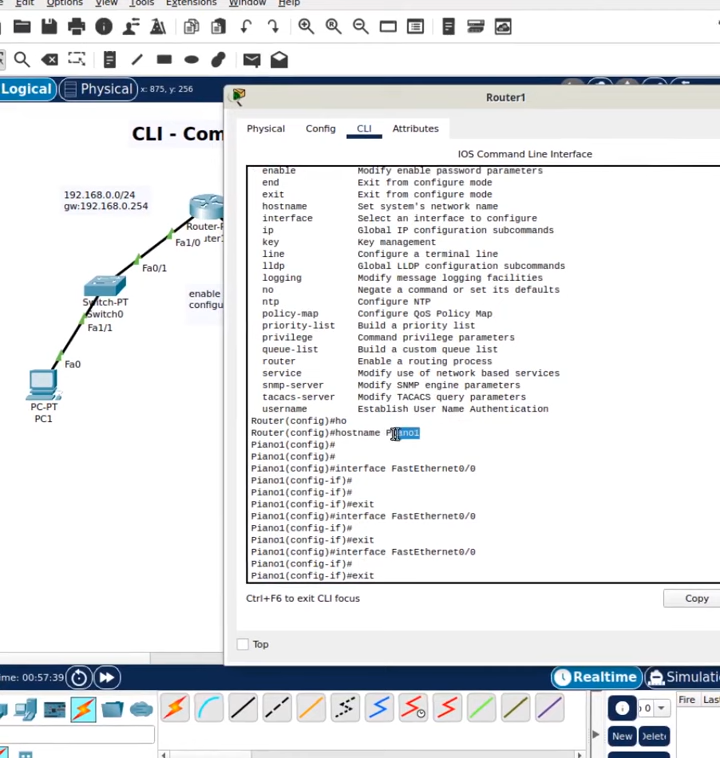 Edit View Options Tools Extensions Window Help
Logical Physical x: 875, y: 256
Router1
Physical Config CLI Attributes
IOS Command Line Interface
CLI - Com
192.168.0.0/24
gw:192.168.0.254
Fa1/0
Fa0/1
Switch-PT
Switch0
Fa1/1
Fa0
PC-PT
PC1
enable
configu
enable Modify enable password parameters
end Exit from configure mode
exit Exit from configure mode
hostname Set system's network name
interface Select an interface to configure
ip Global IP configuration subcommands
key Key management
line Configure a terminal line
lldp Global LLDP configuration subcommands
logging Modify message logging facilities
no Negate a command or set its defaults
ntp Configure NTP
policy-map Configure QoS Policy Map
priority-list Build a priority list
privilege Command privilege parameters
queue-list Build a custom queue list
router Enable a routing process
service Modify use of network based services
snmp-server Modify SNMP engine parameters
tacacs-server Modify TACACS query parameters
username Establish User Name Authentication
Router(config)#ho
Router(config)#hostname Piano1
Piano1(config)#
Piano1(config)#
Piano1(config)#interface FastEthernet0/0
Piano1(config-if)#
Piano1(config-if)#
Piano1(config-if)#exit
Piano1(config)#interface FastEthernet0/0
Piano1(config-if)#
Piano1(config-if)#exit
Piano1(config)#interface FastEthernet0/0
Piano1(config-if)#
Piano1(config-if)#exit
Ctrl+F6 to exit CLI focus
Copy
Top
ime: 00:57:39
Realtime
Simulati
0
Fire Las
New